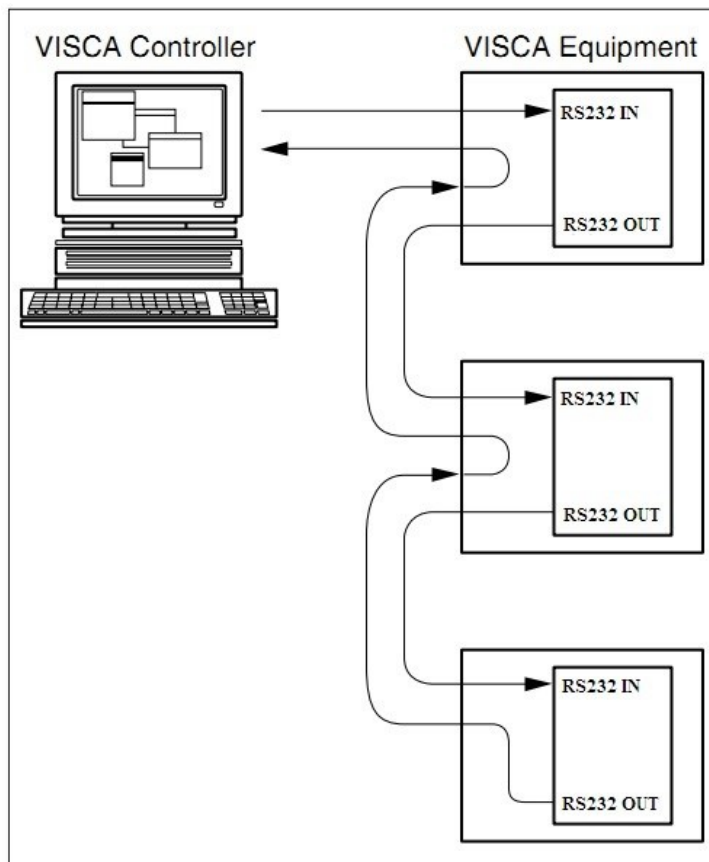 VISCA Controller
VISCA Equipment
RS232 IN
RS232 OUT
RS232 IN
RS232 OUT
RS232 IN
RS232 OUT